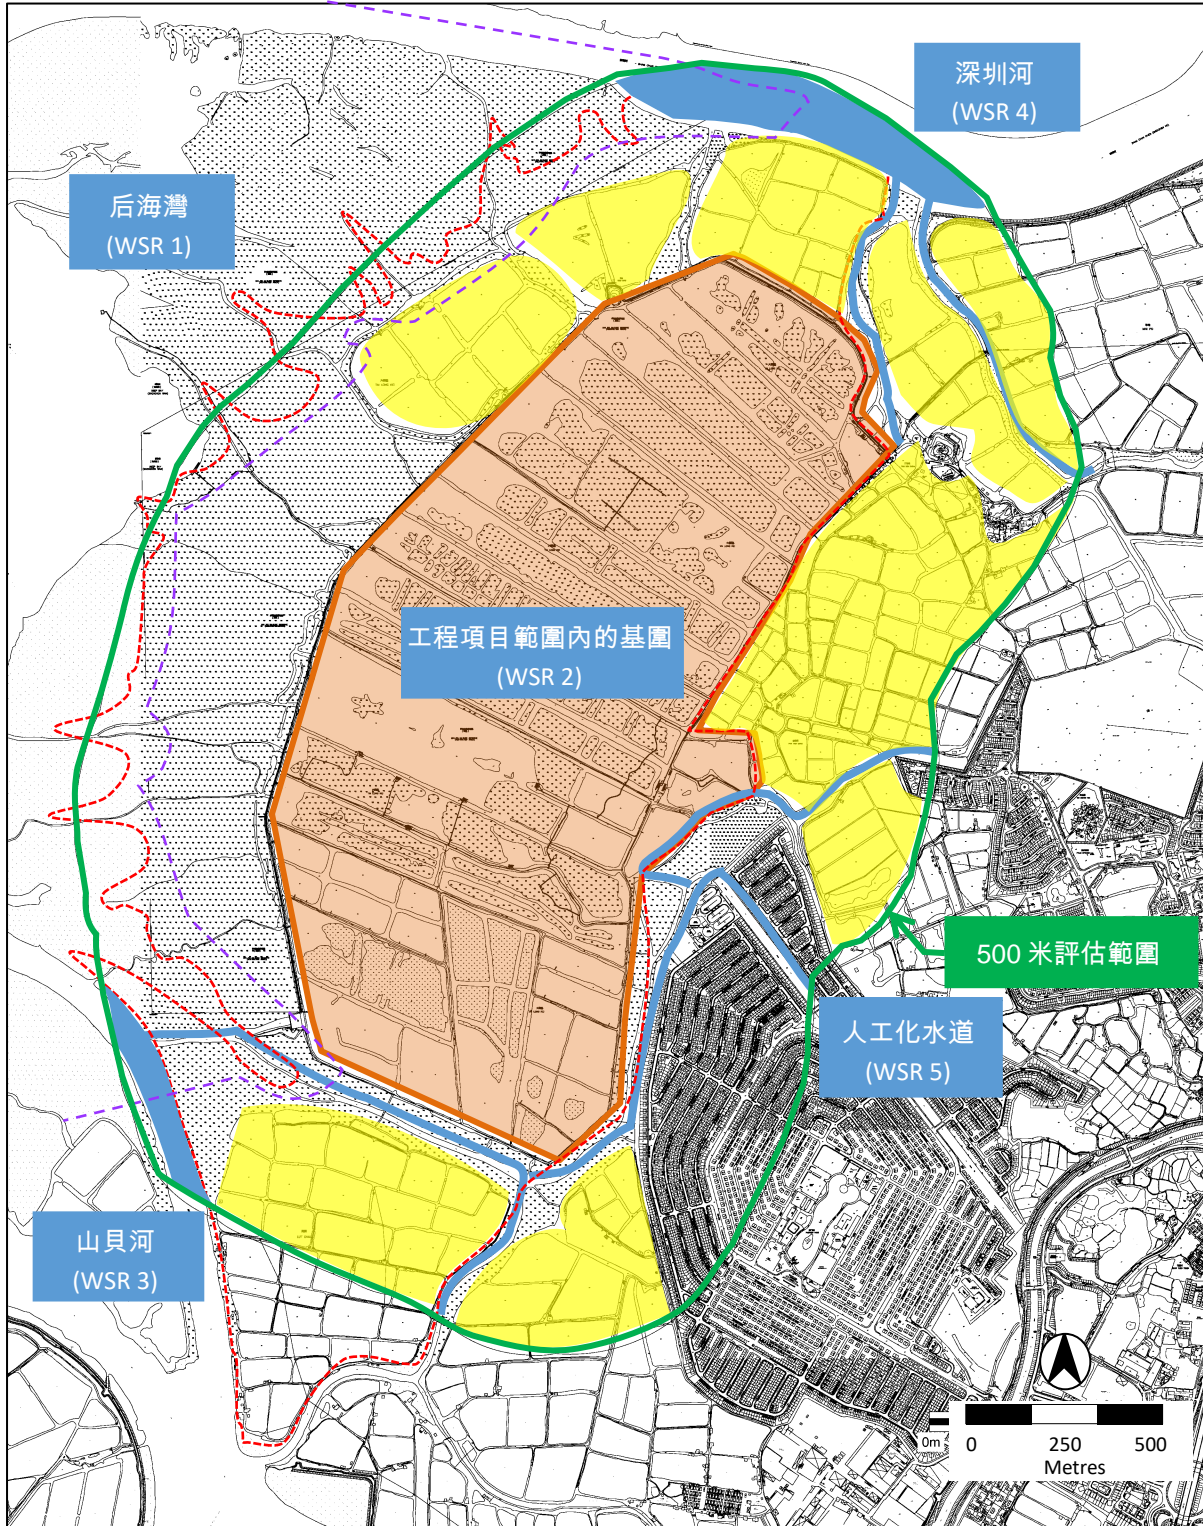 深圳河
(WSR 4)
后海灣
(WSR 1)
工程項目範圍內的基圍
(WSR 2)
500 米評估範圍
人工化水道
(WSR 5)
山貝河
(WSR 3)
0m
0 250 500
Metres